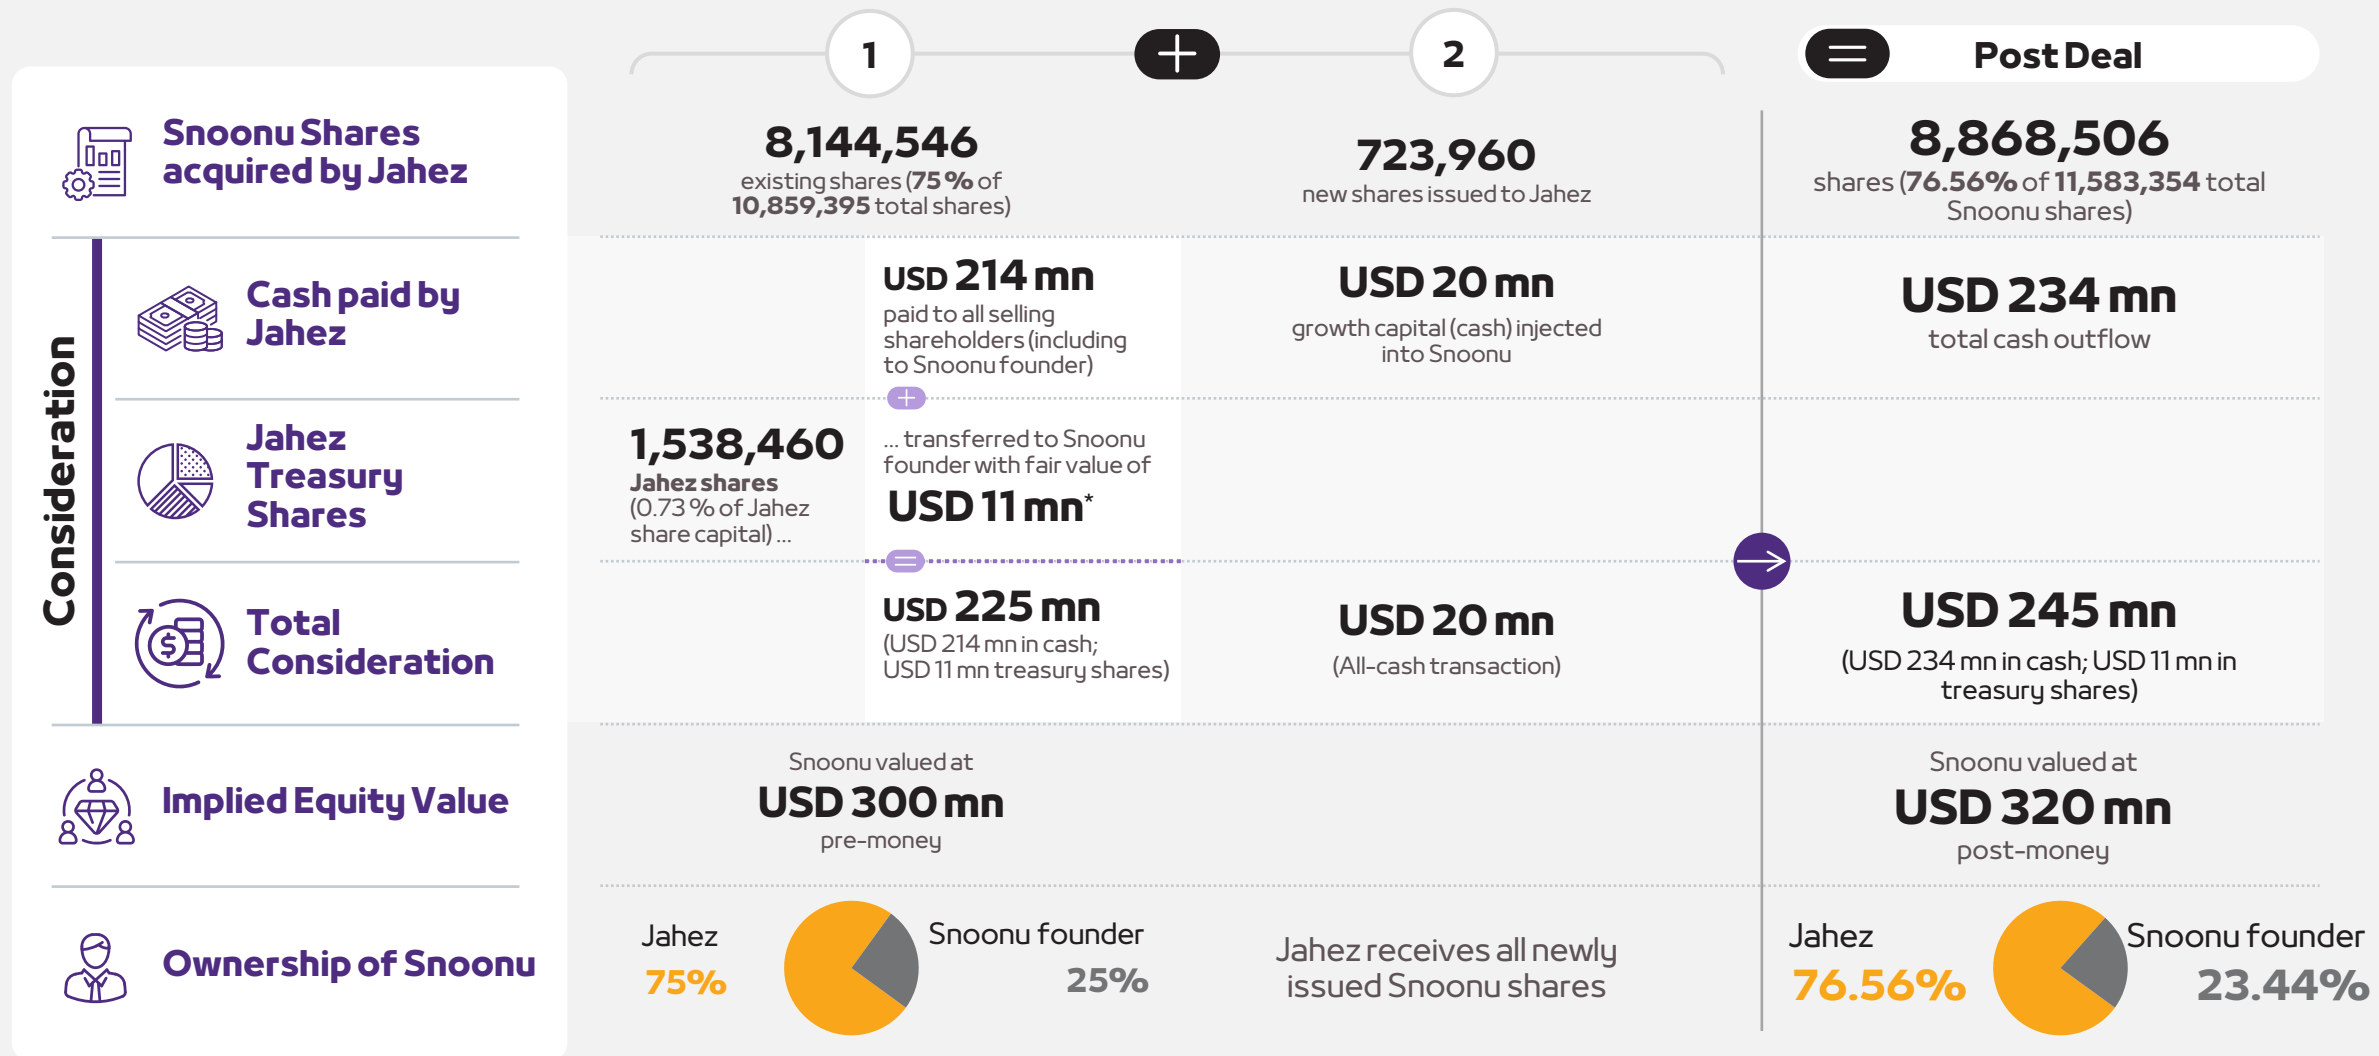 1
2
Post Deal
Snoonu Shares
acquired by Jahez
8,144,546
existing shares (75% of
10,859,395 total shares)
723,960
new shares issued to Jahez
8,868,506
shares (76.56% of 11,583,354 total
Snoonu shares)
Consideration
Cash paid by
Jahez
USD 214 mn
paid to all selling
shareholders (including
to Snoonu founder)
+
USD 20 mn
growth capital (cash) injected
into Snoonu
USD 234 mn
total cash outflow
Jahez
Treasury
Shares
1,538,460
Jahez shares
(0.73% of Jahez
share capital) ...
... transferred to Snoonu
founder with fair value of
USD 11 mn*
=
Total
Consideration
USD 225 mn
(USD 214 mn in cash;
USD 11 mn treasury shares)
USD 20 mn
(All-cash transaction)
USD 245 mn
(USD 234 mn in cash; USD 11 mn in
treasury shares)
Implied Equity Value
Snoonu valued at
USD 300 mn
pre-money
Snoonu valued at
USD 320 mn
post-money
Ownership of Snoonu
Jahez
75%
Snoonu founder
25%
Jahez receives all newly
issued Snoonu shares
Jahez
76.56%
Snoonu founder
23.44%